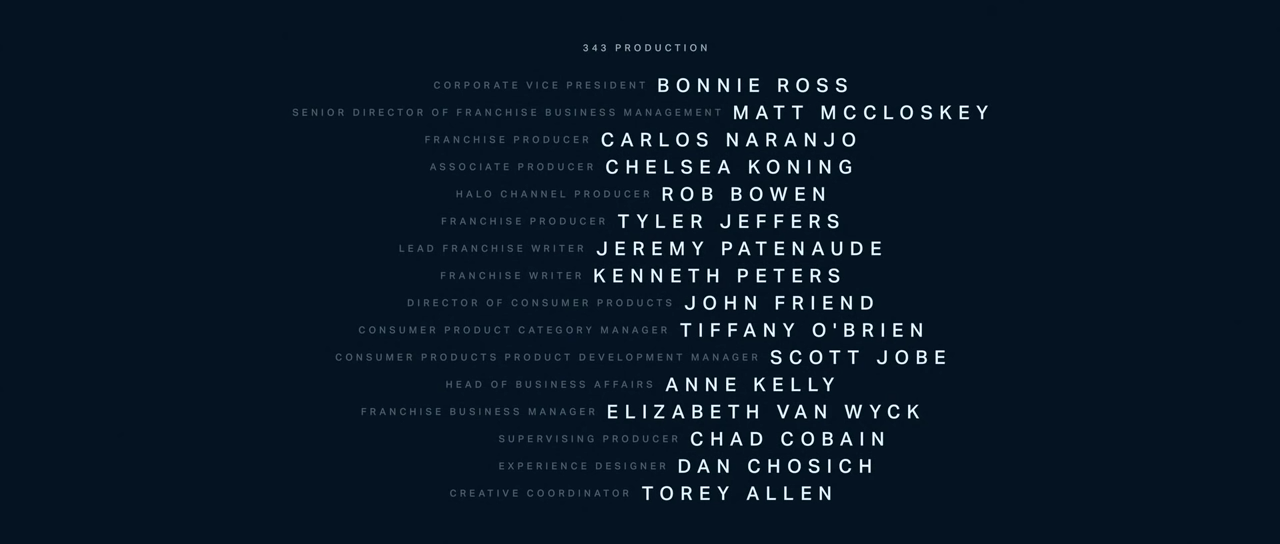 343 PRODUCTION
CORPORATE VICE PRESIDENT BONNIE ROSS
SENIOR DIRECTOR OF FRANCHISE BUSINESS MANAGEMENT MATT MCCLOSKEY
FRANCHISE PRODUCER CARLOS NARANJO
ASSOCIATE PRODUCER CHELSEA KONING
HALO CHANNEL PRODUCER ROB BOWEN
FRANCHISE PRODUCER TYLER JEFFERS
LEAD FRANCHISE WRITER JEREMY PATENAUDE
FRANCHISE WRITER KENNETH PETERS
DIRECTOR OF CONSUMER PRODUCTS JOHN FRIEND
CONSUMER PRODUCT CATEGORY MANAGER TIFFANY O'BRIEN
CONSUMER PRODUCTS PRODUCT DEVELOPMENT MANAGER SCOTT JOBE
HEAD OF BUSINESS AFFAIRS ANNE KELLY
FRANCHISE BUSINESS MANAGER ELIZABETH VAN WYCK
SUPERVISING PRODUCER CHAD COBAIN
EXPERIENCE DESIGNER DAN CHOSICH
CREATIVE COORDINATOR TOREY ALLEN